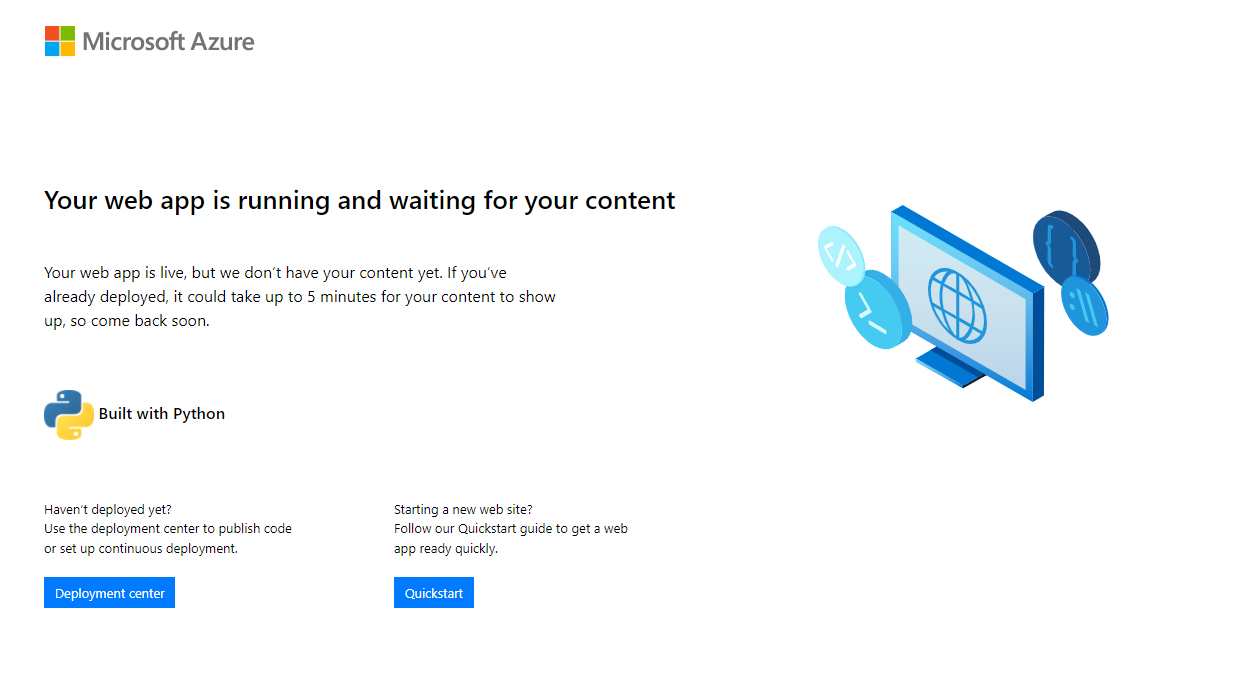 Microsoft Azure
Your web app is running and waiting for your content
Your web app is live, but we don’t have your content yet. If you’ve
already deployed, it could take up to 5 minutes for your content to show
up, so come back soon.
Built with Python
Haven’t deployed yet?
Use the deployment center to publish code
or set up continuous deployment.
Deployment center
Starting a new web site?
Follow our Quickstart guide to get a web
app ready quickly.
Quickstart